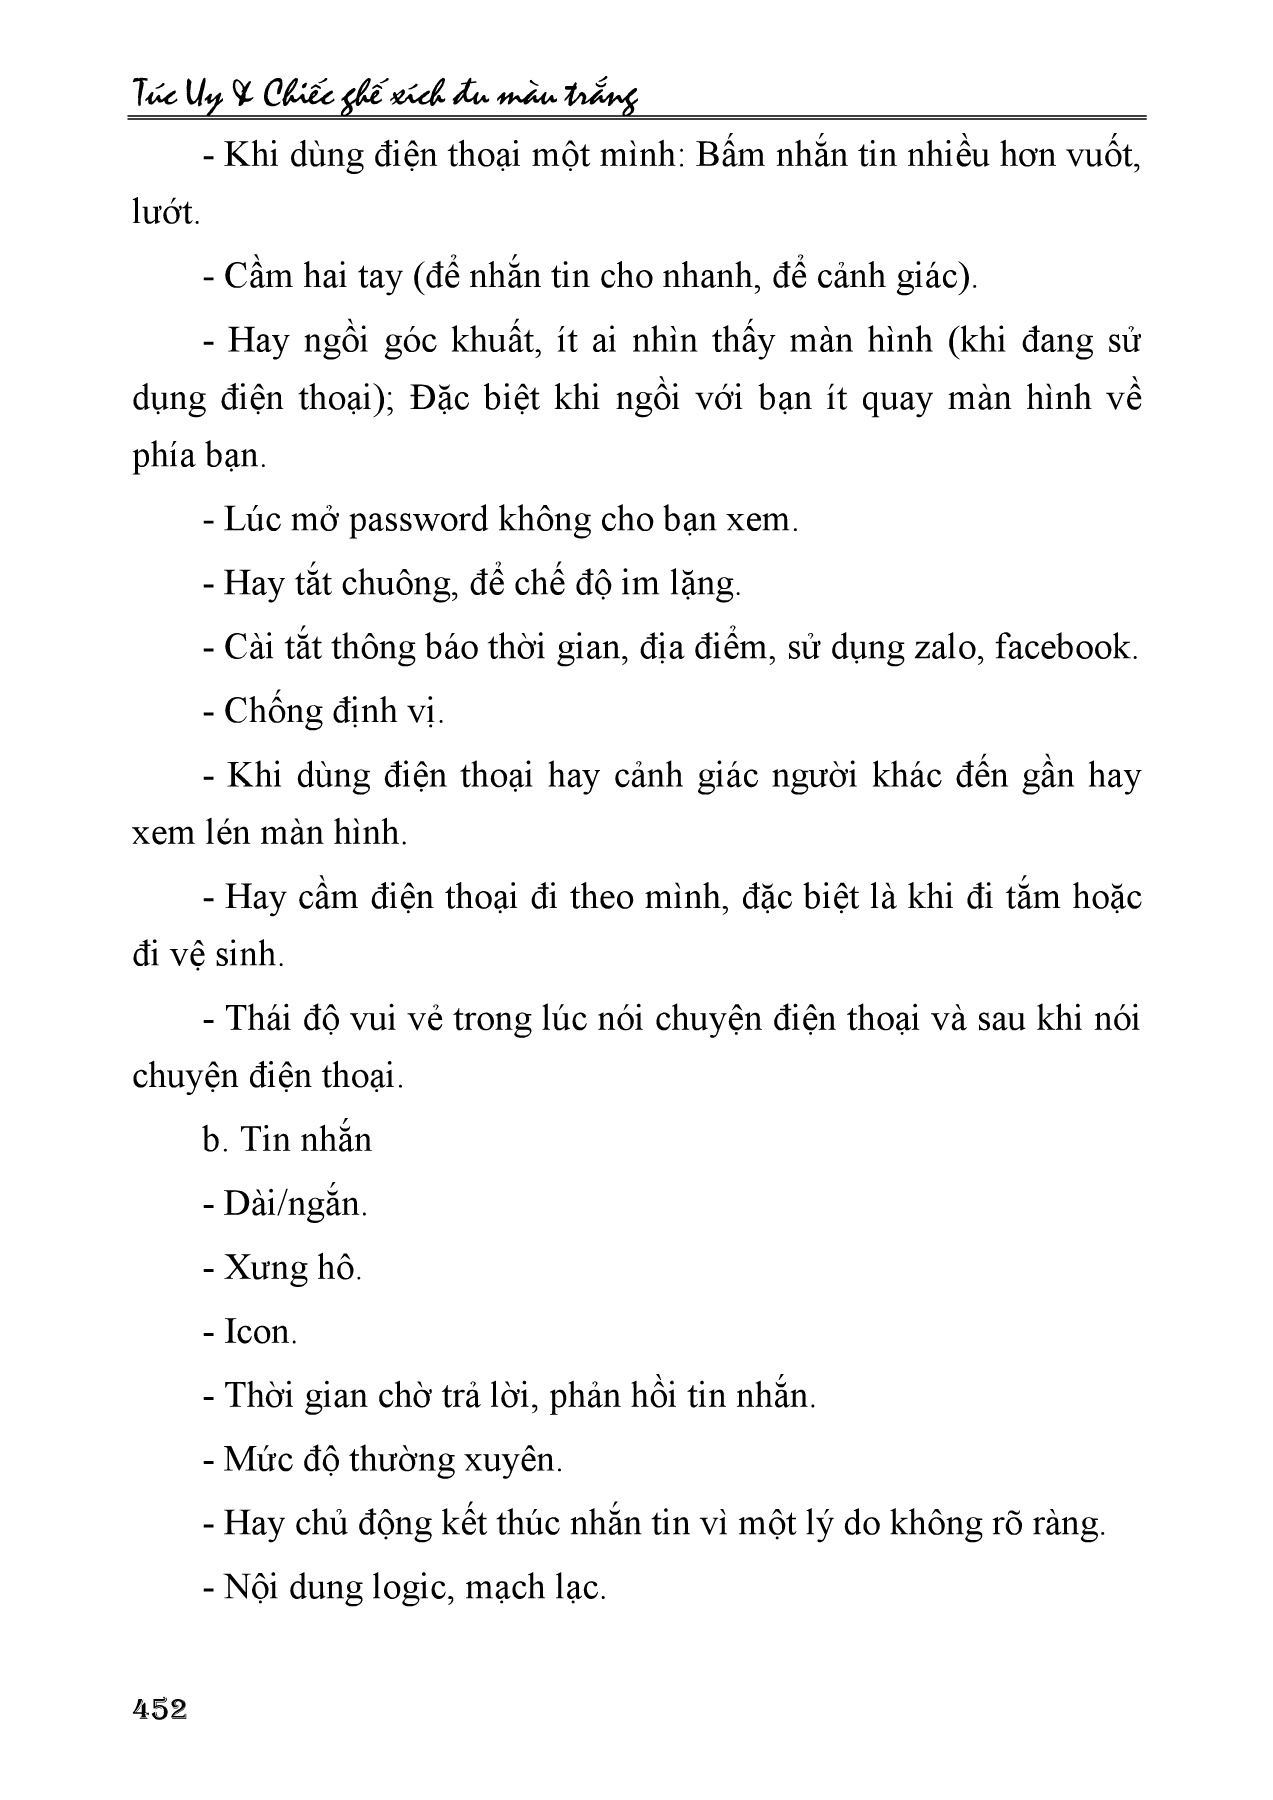 Túc Uy & Chiếc ghế xích đu màu trắng
- Khi dùng điện thoại một mình: Bấm nhắn tin nhiều hơn vuốt,
lướt.
- Cầm hai tay (để nhắn tin cho nhanh, để cảnh giác).
- Hay ngồi góc khuất, ít ai nhìn thấy màn hình (khi đang sử
dụng điện thoại); Đặc biệt khi ngồi với bạn ít quay màn hình về
phía bạn.
- Lúc mở password không cho bạn xem.
- Hay tắt chuông, để chế độ im lặng.
- Cài tắt thông báo thời gian, địa điểm, sử dụng zalo, facebook.
- Chống định vị.
- Khi dùng điện thoại hay cảnh giác người khác đến gần hay
xem lén màn hình.
- Hay cầm điện thoại đi theo mình, đặc biệt là khi đi tắm hoặc
đi vệ sinh.
- Thái độ vui vẻ trong lúc nói chuyện điện thoại và sau khi nói
chuyện điện thoại.
b. Tin nhắn
- Dài/ngắn.
- Xưng hô.
- Icon.
- Thời gian chờ trả lời, phản hồi tin nhắn.
- Mức độ thường xuyên.
- Hay chủ động kết thúc nhắn tin vì một lý do không rõ ràng.
- Nội dung logic, mạch lạc.
452